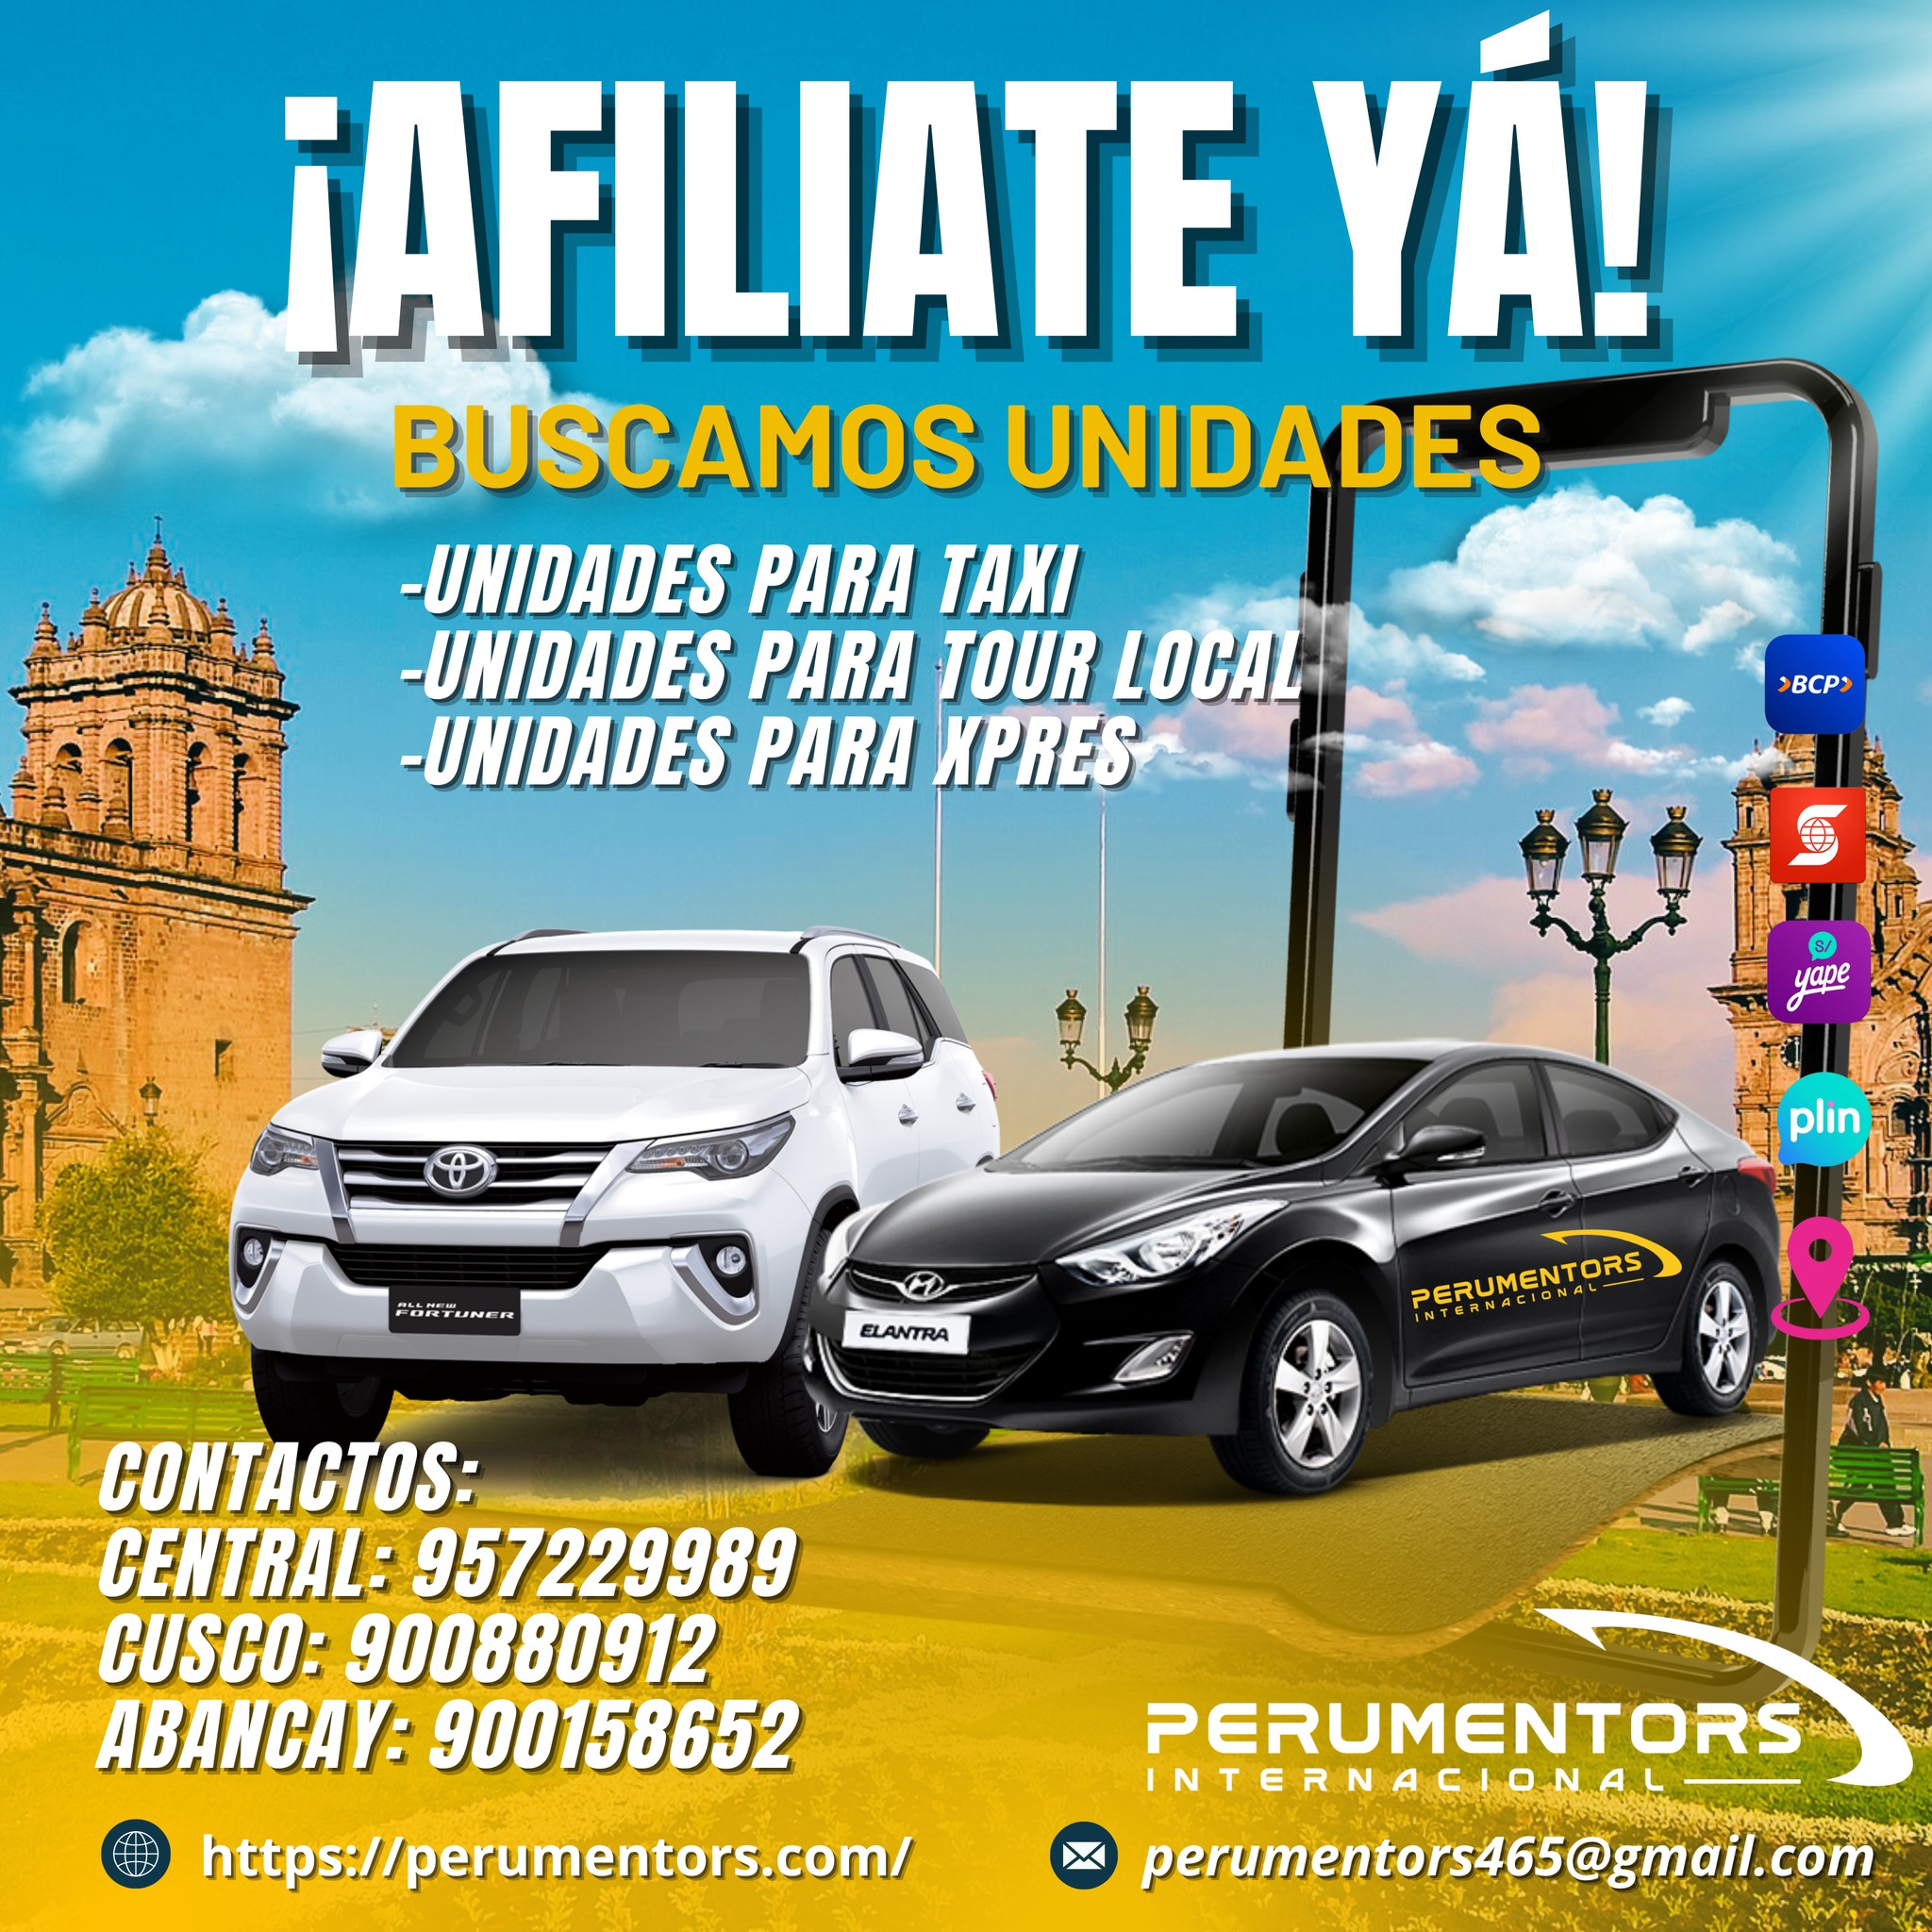 ¡AFILIATE YÁ!
BUSCAMOS UNIDADES
-UNIDADES PARA TAXI
-UNIDADES PARA TOUR LOCAL
-UNIDADES PARA XPRES
>BCP>
S/
yape
plin
ALL NEW
FORTUNER
ELANTRA
PERUMENTORS
INTERNACIONAL
CONTACTOS:
CENTRAL: 957229989
CUSCO: 900880912
ABANCAY: 900158652
PERUMENTORS
INTERNACIONAL
https://perumentors.com/
perumentors465@gmail.com